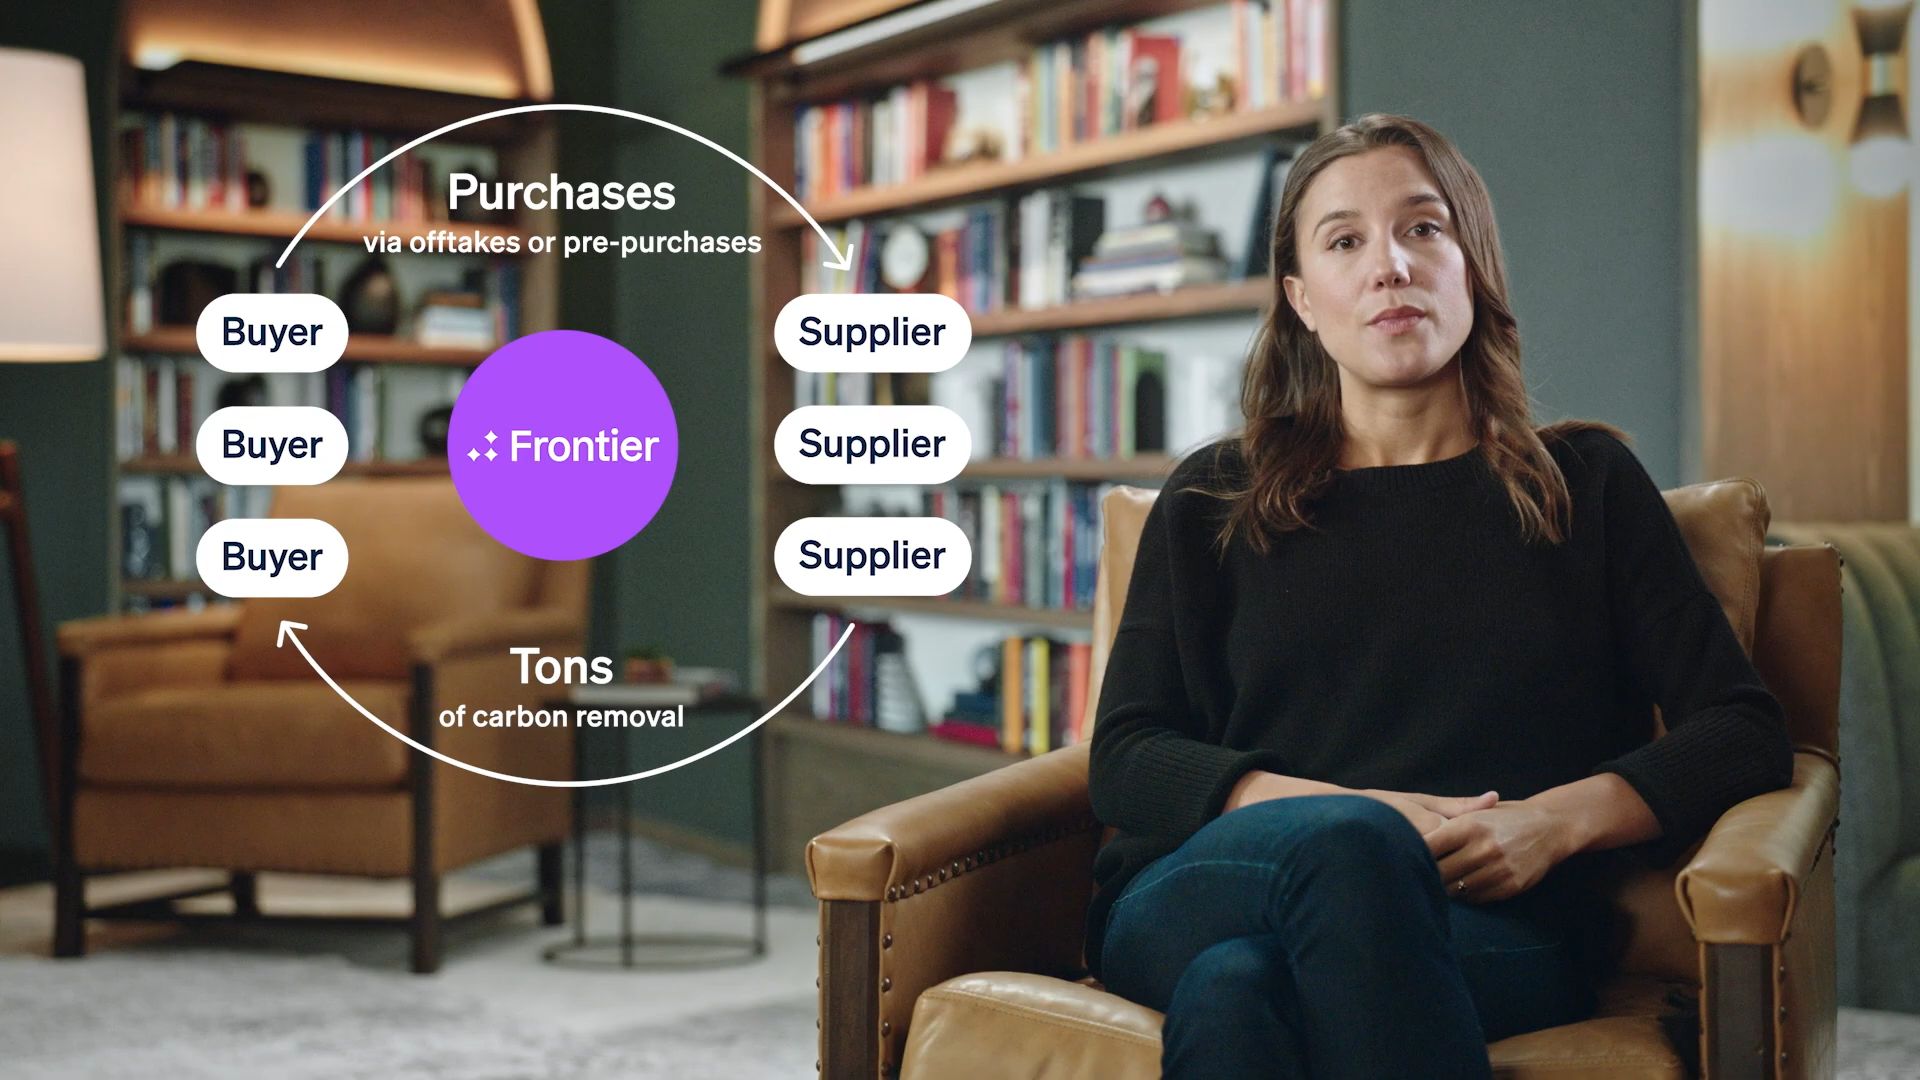 Purchases
via offtakes or pre-purchases
Buyer
Supplier
Buyer
Frontier
Supplier
Buyer
Supplier
Tons
of carbon removal